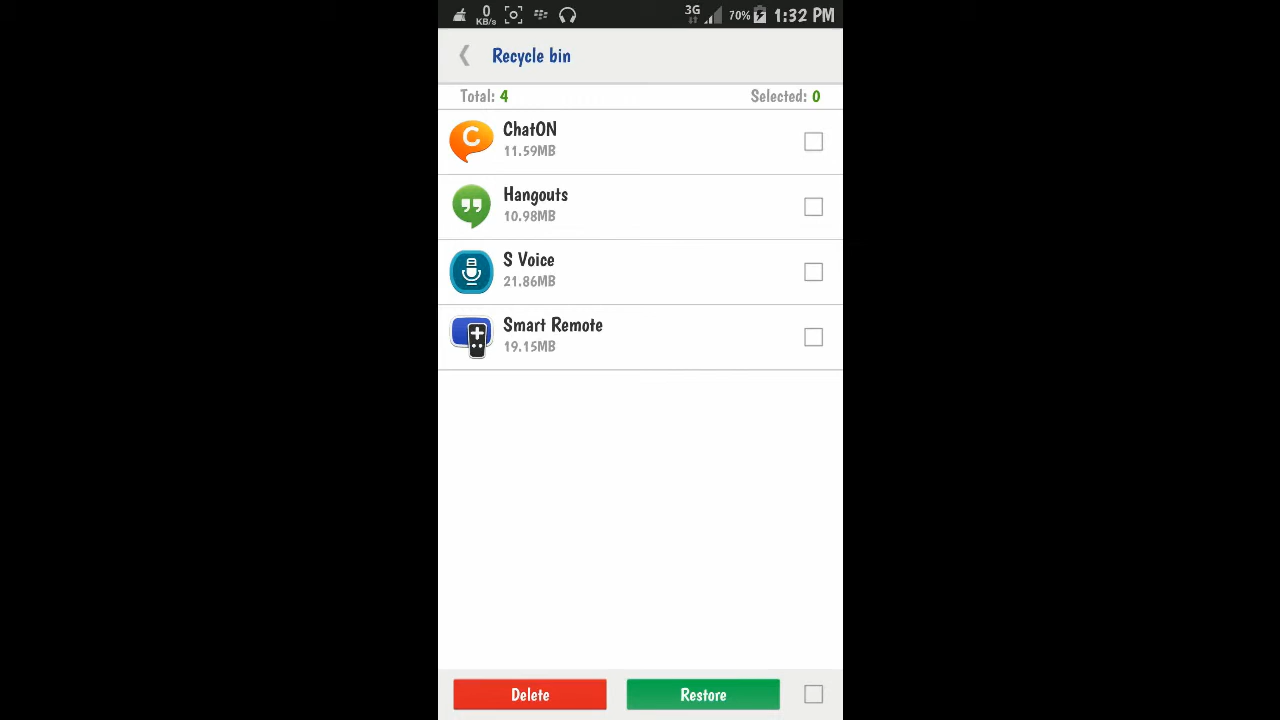 0 KB/s 3G 70% 1:32 PM
Recycle bin
Total: 4 Selected: 0
C
ChatON
11.59MB
Hangouts
10.98MB
S Voice
21.86MB
Smart Remote
19.15MB
Delete Restore